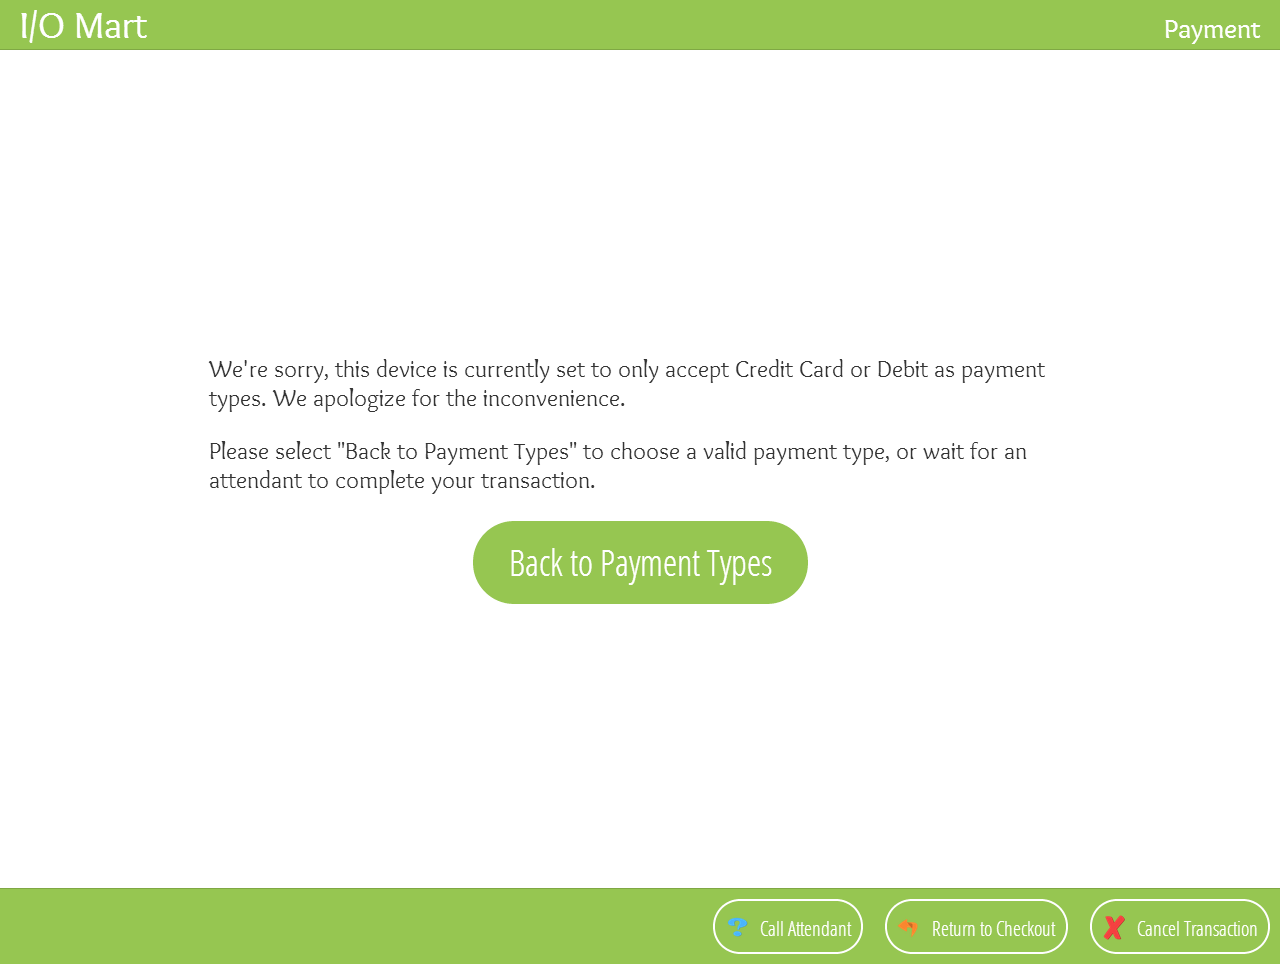 I/O Mart
Payment
We're sorry, this device is currently set to only accept Credit Card or Debit as payment
types. We apologize for the inconvenience.
Please select "Back to Payment Types" to choose a valid payment type, or wait for an
attendant to complete your transaction.
Back to Payment Types
Call Attendant
Return to Checkout
Cancel Transaction